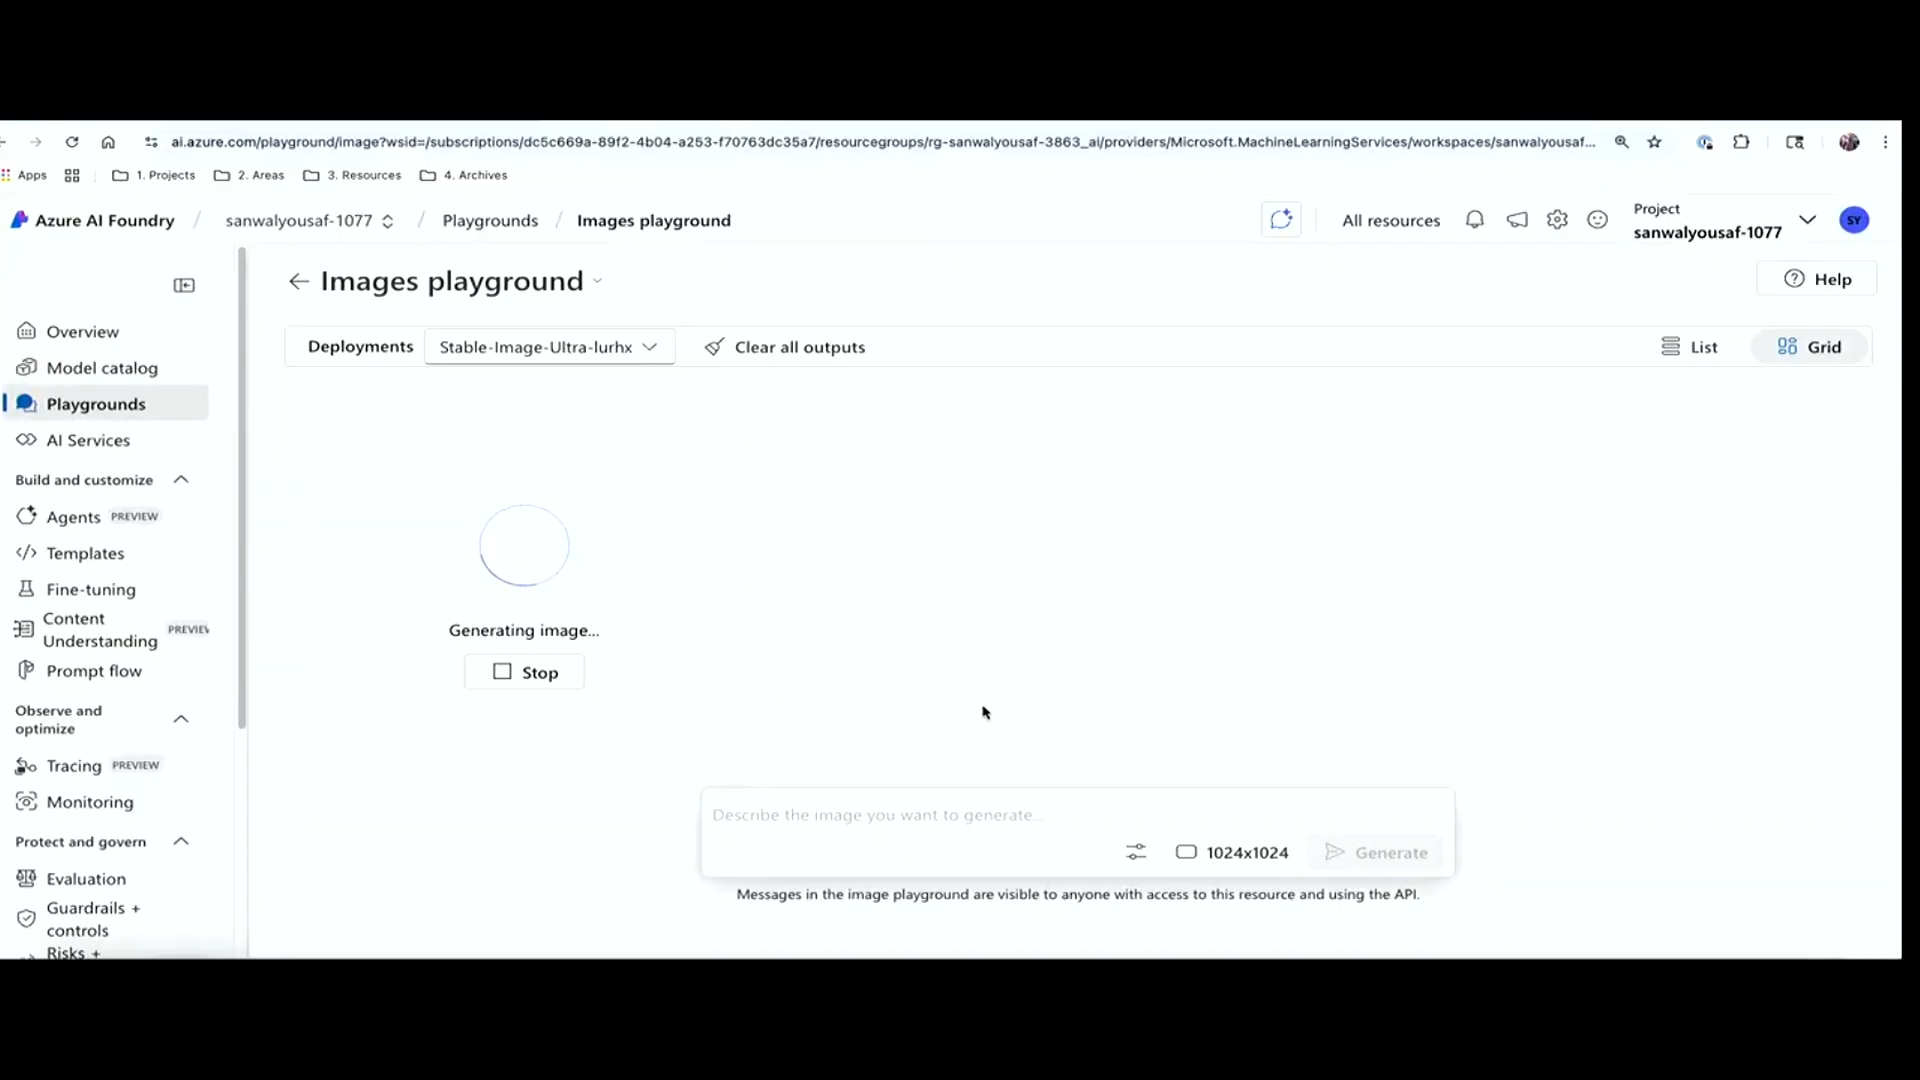 ai.azure.com/playground/image?wsid=/subscriptions/dc5c669a-89f2-4b04-a253-f70763dc35a7/resourcegroups/rg-sanwalyousaf-3863_ai/providers/Microsoft.MachineLearningServices/workspaces/sanwalyousaf...
Apps 1. Projects 2. Areas 3. Resources 4. Archives
Azure AI Foundry / sanwalyousaf-1077 / Playgrounds / Images playground
All resources
Project
sanwalyousaf-1077
SY
Images playground
Help
Deployments Stable-Image-Ultra-lurhx Clear all outputs List Grid
Overview
Model catalog
Playgrounds
AI Services
Build and customize
Agents PREVIEW
Templates
Fine-tuning
Content
Understanding PREVIEW
Prompt flow
Observe and
optimize
Tracing PREVIEW
Monitoring
Protect and govern
Evaluation
Guardrails +
controls
Risks +
Generating image...
Stop
Describe the image you want to generate...
1024x1024 Generate
Messages in the image playground are visible to anyone with access to this resource and using the API.